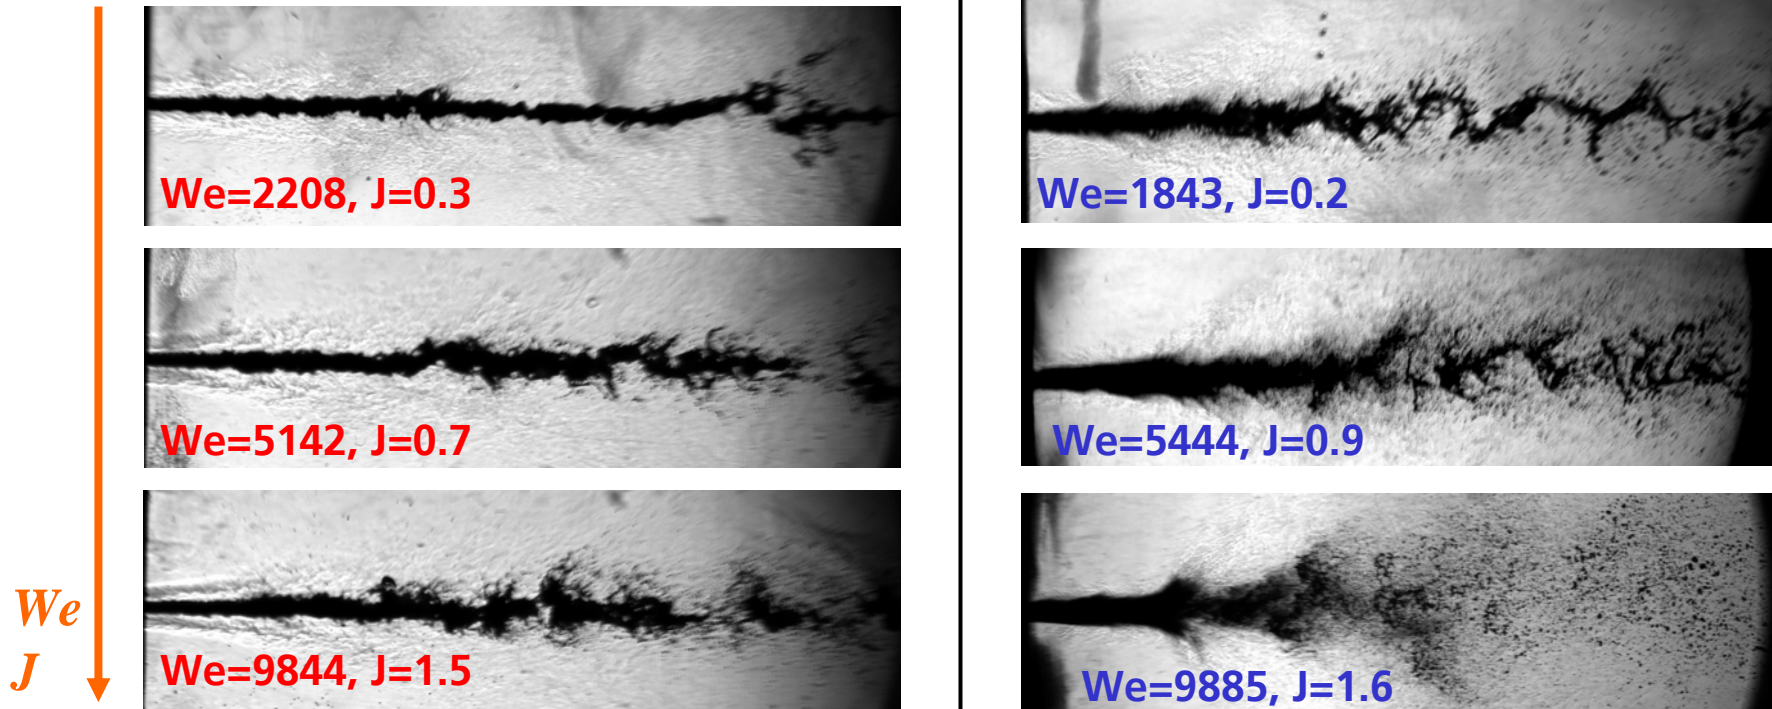 We=2208, J=0.3
We=1843, J=0.2
We=5142, J=0.7
We=5444, J=0.9
We
J
We=9844, J=1.5
We=9885, J=1.6